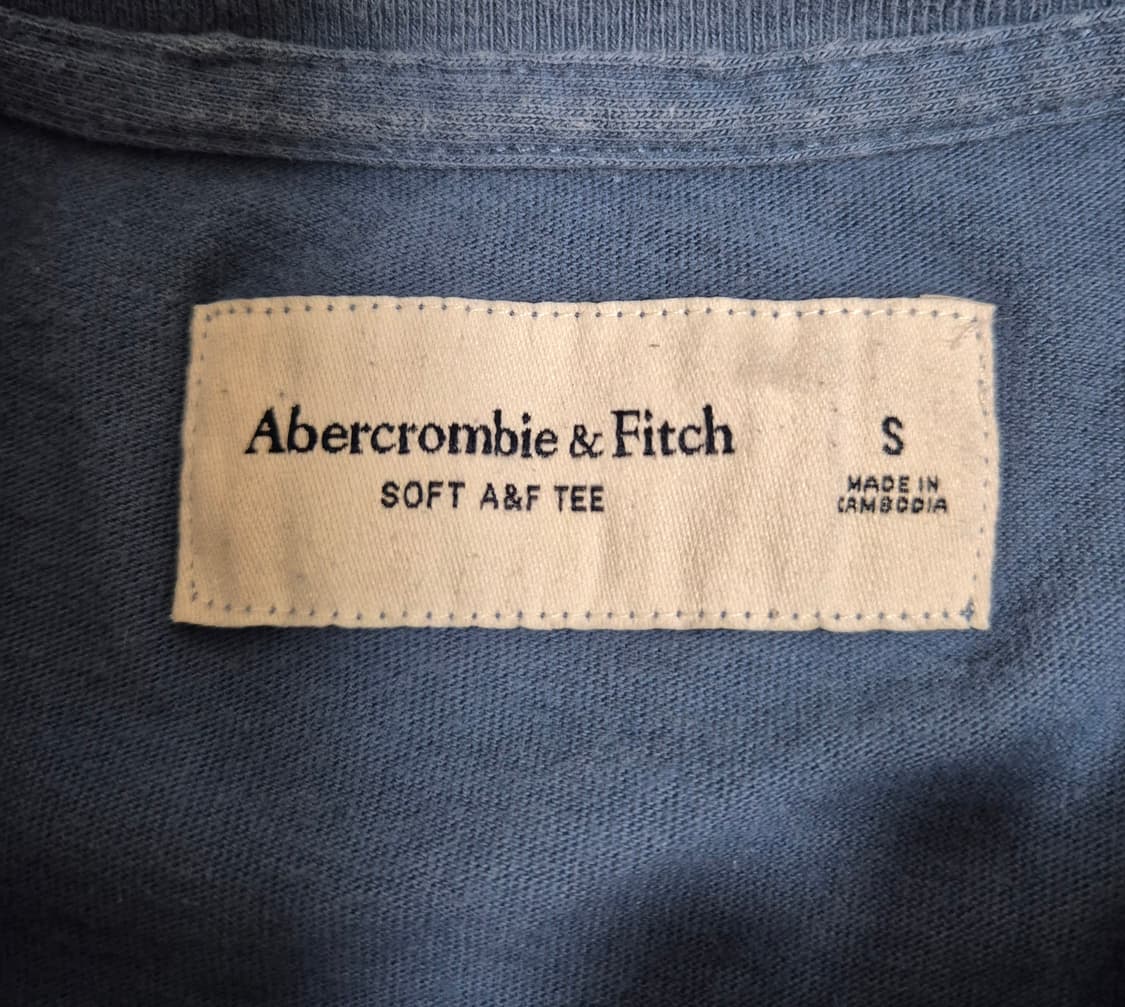 Abercrombie & Fitch
SOFT A&F TEE
S
MADE IN
CAMBODIA